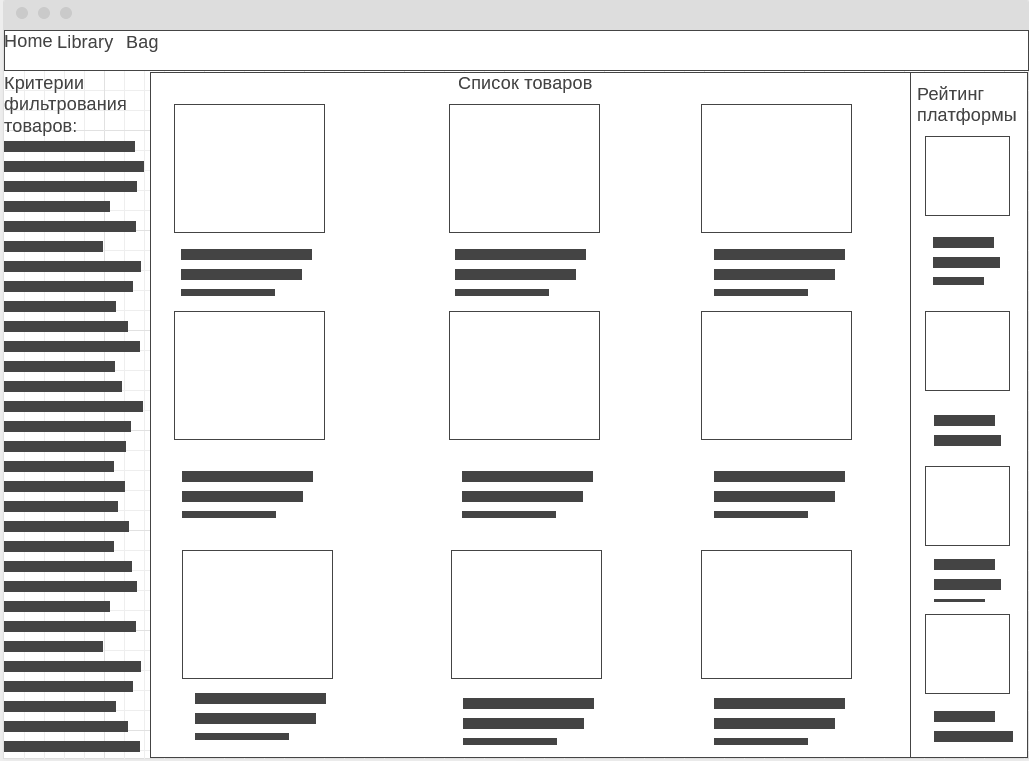 Home Library Bag
Критерии
фильтрования
товаров:
Список товаров
Рейтинг
платформы